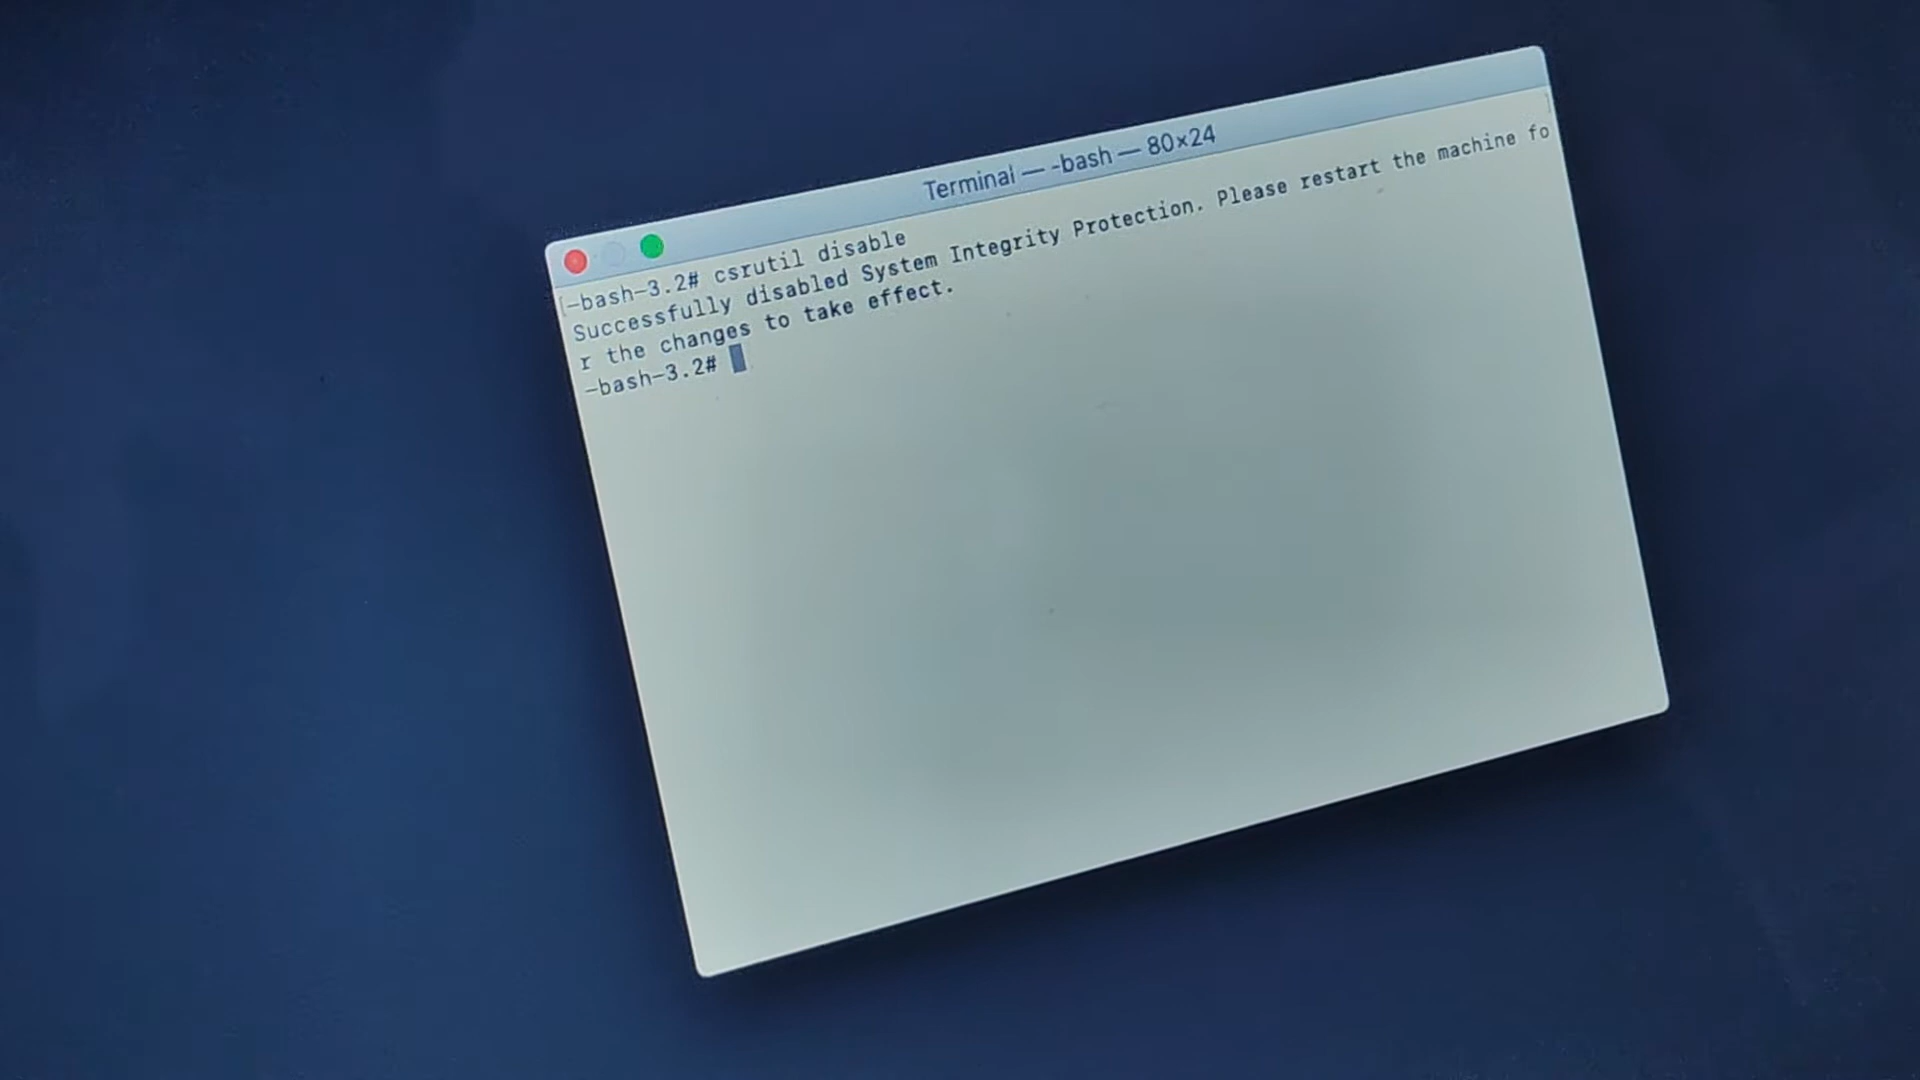 Terminal — -bash — 80×24
[-bash-3.2# csrutil disable ]
Successfully disabled System Integrity Protection. Please restart the machine fo
r the changes to take effect.
-bash-3.2#